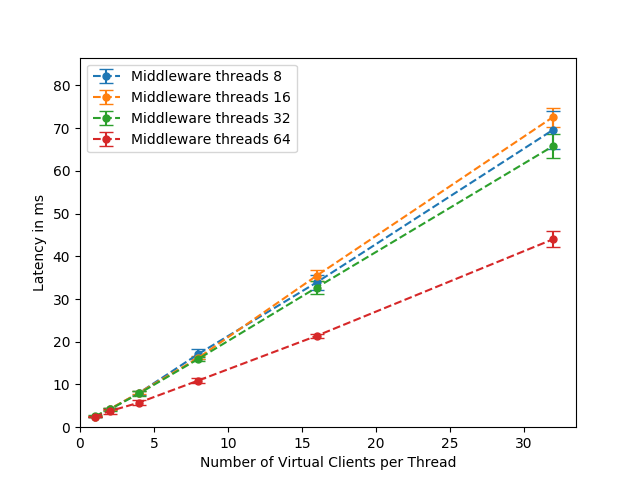 Middleware threads 8
Middleware threads 16
Middleware threads 32
Middleware threads 64
80
70
60
50
40
30
20
10
0
Latency in ms
0 5 10 15 20 25 30
Number of Virtual Clients per Thread